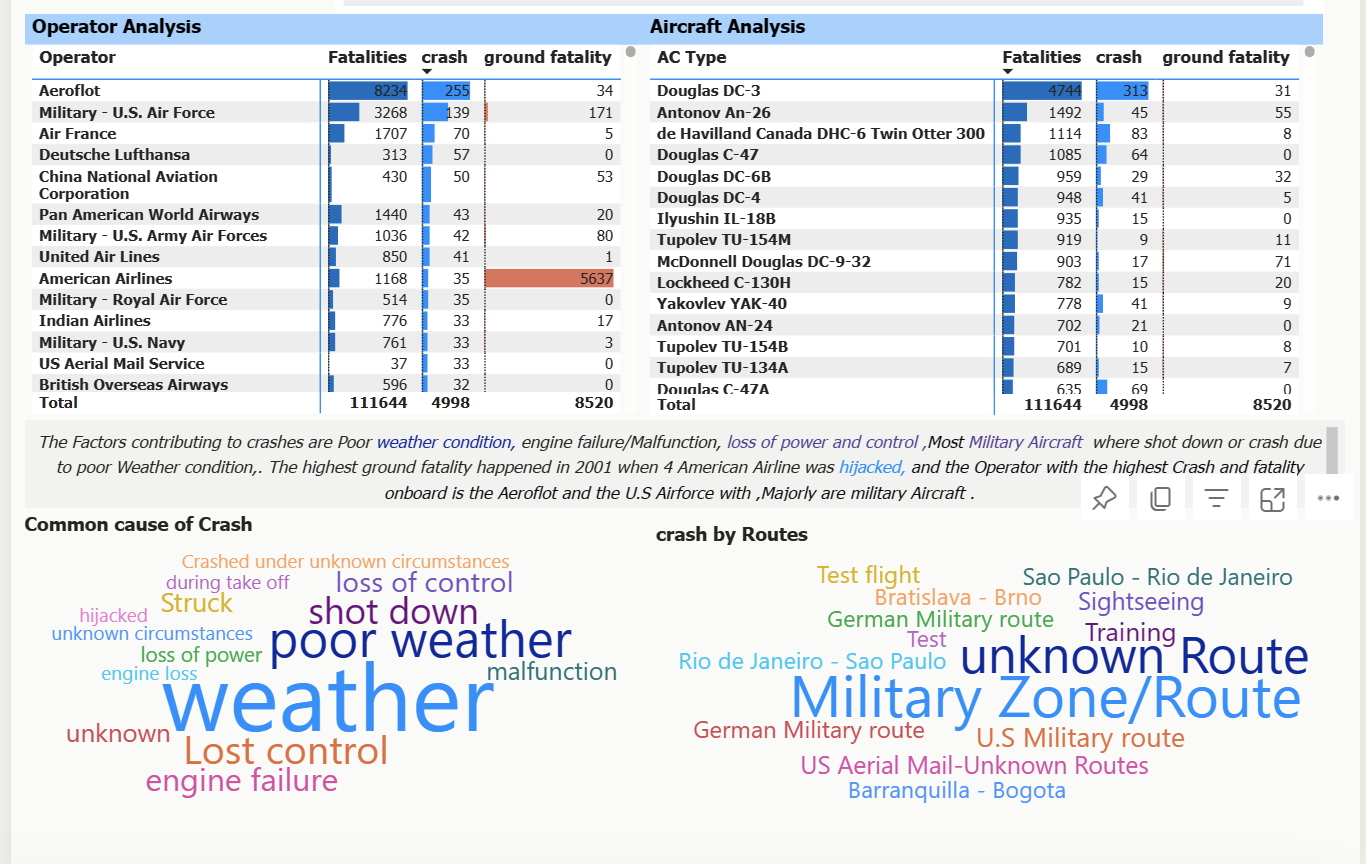 Operator Analysis
Operator Fatalities crash ground fatality
Aeroflot 8234 255 34
Military - U.S. Air Force 3268 139 171
Air France 1707 70 5
Deutsche Lufthansa 313 57 0
China National Aviation 430 50 53
Corporation
Pan American World Airways 1440 43 20
Military - U.S. Army Air Forces 1036 42 80
United Air Lines 850 41 1
American Airlines 1168 35 5637
Military - Royal Air Force 514 35 0
Indian Airlines 776 33 17
Military - U.S. Navy 761 33 3
US Aerial Mail Service 37 33 0
British Overseas Airways 596 32 0
Total 111644 4998 8520
Aircraft Analysis
AC Type Fatalities crash ground fatality
Douglas DC-3 4744 313 31
Antonov An-26 1492 45 55
de Havilland Canada DHC-6 Twin Otter 300 1114 83 8
Douglas C-47 1085 64 0
Douglas DC-6B 959 29 32
Douglas DC-4 948 41 5
Ilyushin IL-18B 935 15 0
Tupolev TU-154M 919 9 11
McDonnell Douglas DC-9-32 903 17 71
Lockheed C-130H 782 15 20
Yakovlev YAK-40 778 41 9
Antonov AN-24 702 21 0
Tupolev TU-154B 701 10 8
Tupolev TU-134A 689 15 7
Douglas C-47A 635 69 0
Total 111644 4998 8520
The Factors contributing to crashes are Poor weather condition, engine failure/Malfunction, loss of power and control ,Most Military Aircraft where shot down or crash due
to poor Weather condition,. The highest ground fatality happened in 2001 when 4 American Airline was hijacked, and the Operator with the highest Crash and fatality
onboard is the Aeroflot and the U.S Airforce with ,Majorly are military Aircraft .
Common cause of Crash
Crashed under unknown circumstances
during take off
loss of control
Struck
shot down
hijacked
unknown circumstances
poor weather
loss of power
engine loss
malfunction
weather
unknown
Lost control
engine failure
crash by Routes
Test flight
Sao Paulo - Rio de Janeiro
Bratislava - Brno
Sightseeing
German Military route
Training
Test
unknown Route
Rio de Janeiro - Sao Paulo
Military Zone/Route
German Military route
U.S Military route
US Aerial Mail-Unknown Routes
Barranquilla - Bogota